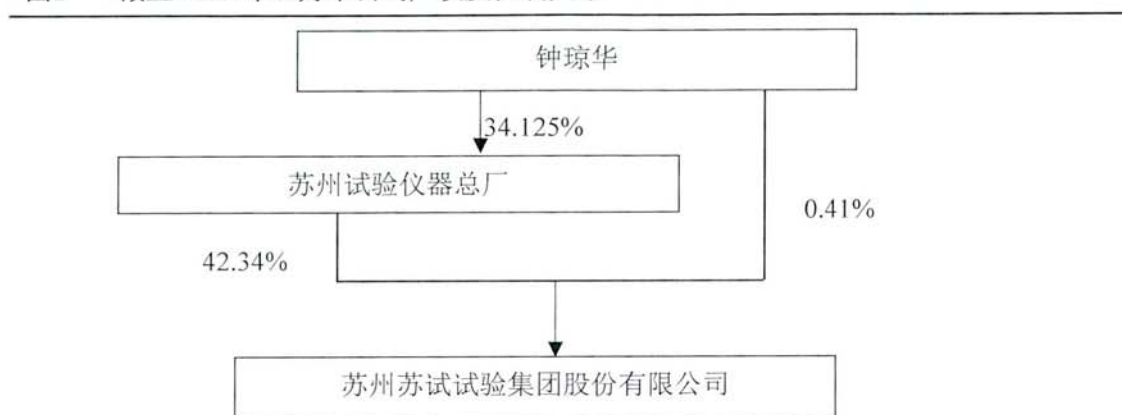 钟琼华
34.125%
苏州试验仪器总厂
0.41%
42.34%
苏州苏试试验集团股份有限公司